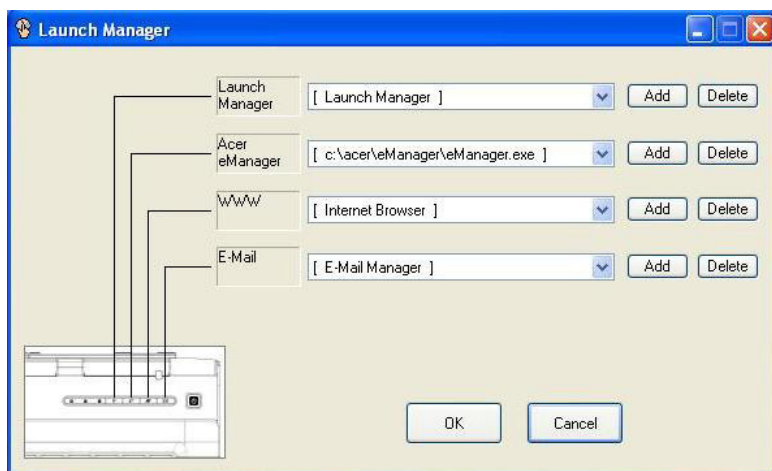 Launch Manager
Launch
Manager
[ Launch Manager ]
Add
Delete
Acer
eManager
[ c:\acer\eManager\eManager.exe ]
Add
Delete
WWW
[ Internet Browser ]
Add
Delete
E-Mail
[ E-Mail Manager ]
Add
Delete
OK
Cancel